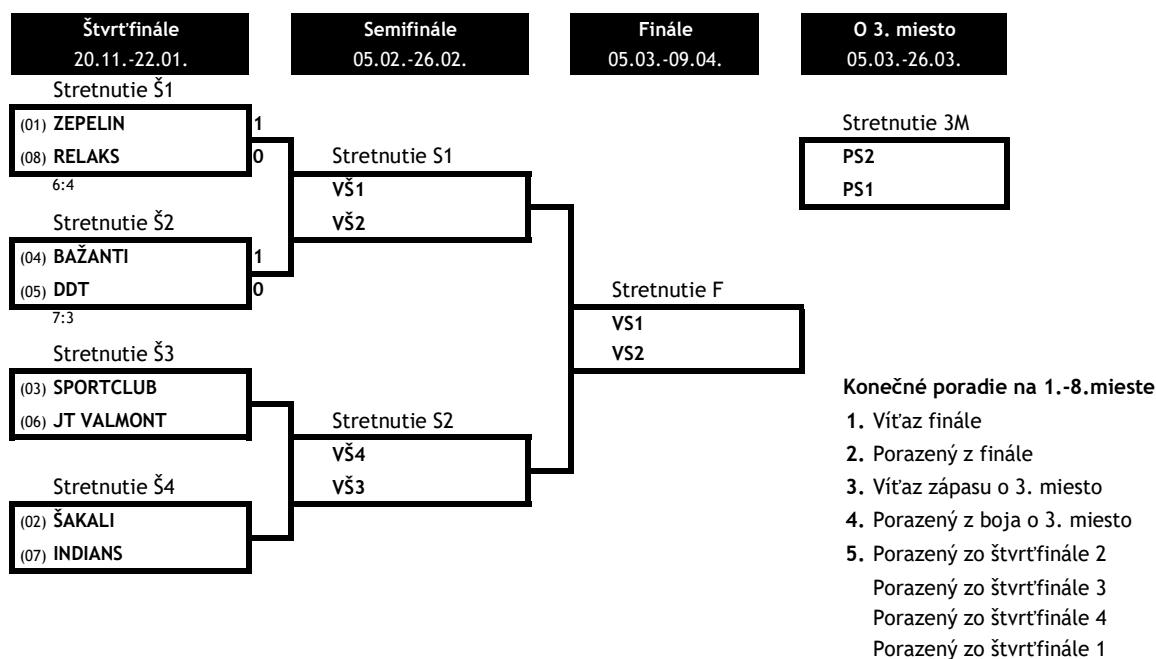 Štvrťfinále
20.11.-22.01.
Semifinále
05.02.-26.02.
Finále
05.03.-09.04.
O 3. miesto
05.03.-26.03.
Stretnutie Š1
(01) ZEPELIN 1
(08) RELAKS 0
6:4
Stretnutie Š2
(04) BAŽANTI 1
(05) DDT 0
7:3
Stretnutie Š3
(03) SPORTCLUB
(06) JT VALMONT
Stretnutie Š4
(02) ŠAKALI
(07) INDIANS
Stretnutie S1
VŠ1
VŠ2
Stretnutie S2
VŠ4
VŠ3
Stretnutie F
VS1
VS2
Stretnutie 3M
PS2
PS1
Konečné poradie na 1.-8.mieste
1. Víťaz finále
2. Porazený z finále
3. Víťaz zápasu o 3. miesto
4. Porazený z boja o 3. miesto
5. Porazený zo štvrťfinále 2
Porazený zo štvrťfinále 3
Porazený zo štvrťfinále 4
Porazený zo štvrťfinále 1